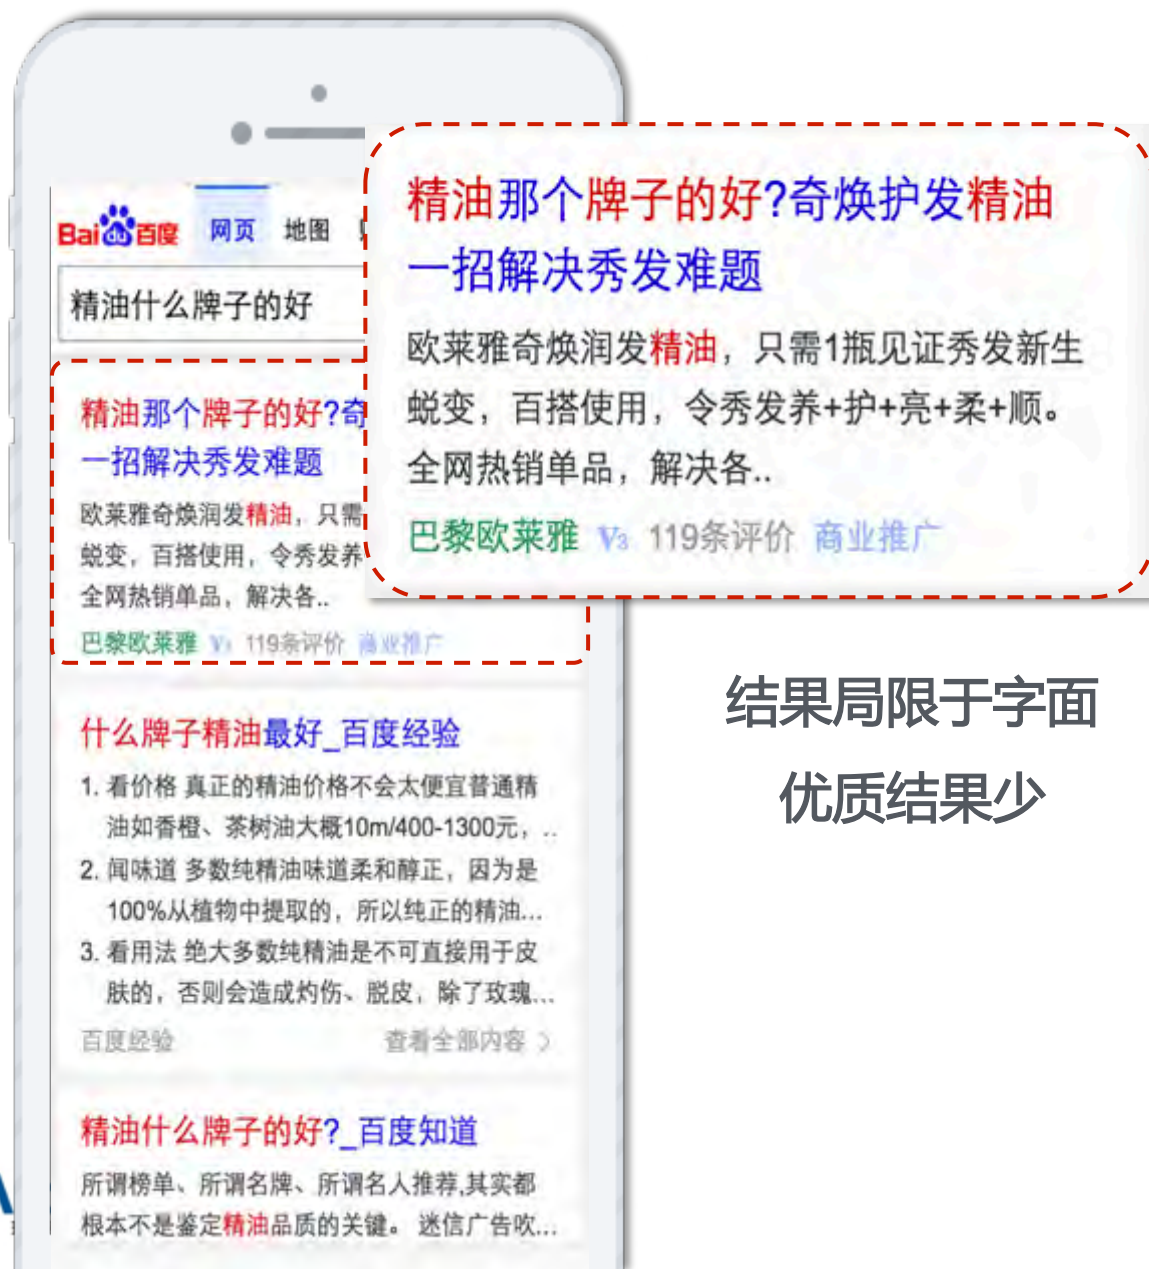 Bai百度 网页 地图
精油什么牌子的好
精油那个牌子的好?奇
一招解决秀发难题
欧莱雅奇焕润发精油，只需
蜕变，百搭使用，令秀发养
全网热销单品，解决各..
巴黎欧莱雅 V3 119条评价 商业推广
什么牌子精油最好_百度经验
1. 看价格 真正的精油价格不会太便宜普通精
油如香橙、茶树油大概10m/400-1300元，..
2. 闻味道 多数纯精油味道柔和醇正，因为是
100%从植物中提取的，所以纯正的精油...
3. 看用法 绝大多数纯精油是不可直接用于皮
肤的，否则会造成灼伤、脱皮，除了玫瑰...
百度经验 查看全部内容 >
精油什么牌子的好?_百度知道
所谓榜单、所谓名牌、所谓名人推荐,其实都
根本不是鉴定精油品质的关键。 迷信广告吹...
精油那个牌子的好?奇焕护发精油
一招解决秀发难题
欧莱雅奇焕润发精油，只需1瓶见证秀发新生
蜕变，百搭使用，令秀发养+护+亮+柔+顺。
全网热销单品，解决各..
巴黎欧莱雅 V3 119条评价 商业推广
结果局限于字面
优质结果少